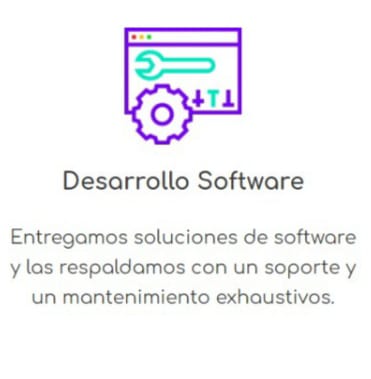 Desarrollo Software
Entregamos soluciones de software
y las respaldamos con un soporte y
un mantenimiento exhaustivos.